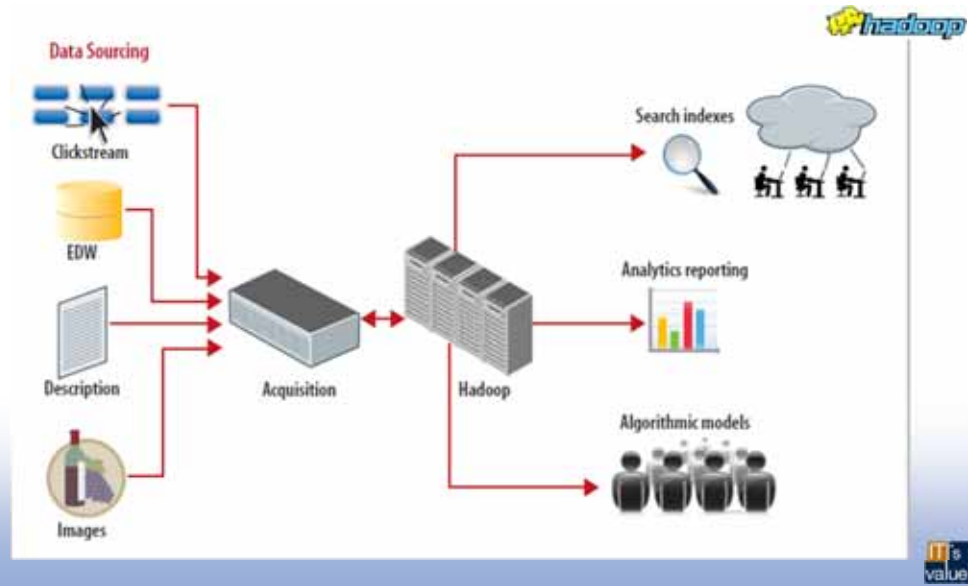 hadoop
Data Sourcing
Clickstream
EDW
Description
Images
Acquisition
Hadoop
Search indexes
Analytics reporting
Algorithmic models
IT's
value